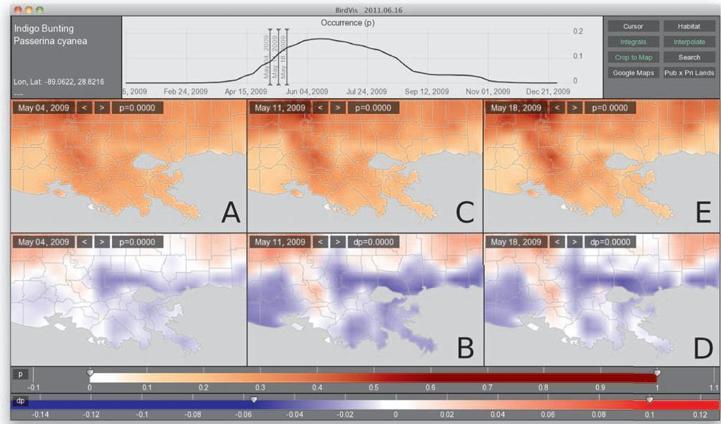 BirdVis 2011.06.16
Indigo Bunting
Passerina cyanea
Lon, Lat -89.0622, 28.8216
---
Occurrence (p)
0.2
0.1
0
May 04, 2009
May 11, 2009
May 18, 2009
5, 2009 Feb 24, 2009 Apr 15, 2009 Jun 04, 2009 Jul 24, 2009 Sep 12, 2009 Nov 01, 2009 Dec 21, 2009
Cursor Habitat
Integrals Interpolate
Crop to Map Search
Google Maps Pub x Pri Lands
May 04, 2009 < > p=0.0000
A
May 11, 2009 < > p=0.0000
C
May 18, 2009 < > p=0.0000
E
May 04, 2009 < > p=0.0000
May 11, 2009 < > dp=0.0000
B
May 18, 2009 < > dp=0.0000
D
p
-0.1 0 0.1 0.2 0.3 0.4 0.5 0.6 0.7 0.8 0.9 1 1.1
dp
-0.14 -0.12 -0.1 -0.08 -0.06 -0.04 -0.02 0 0.02 0.04 0.06 0.08 0.1 0.12